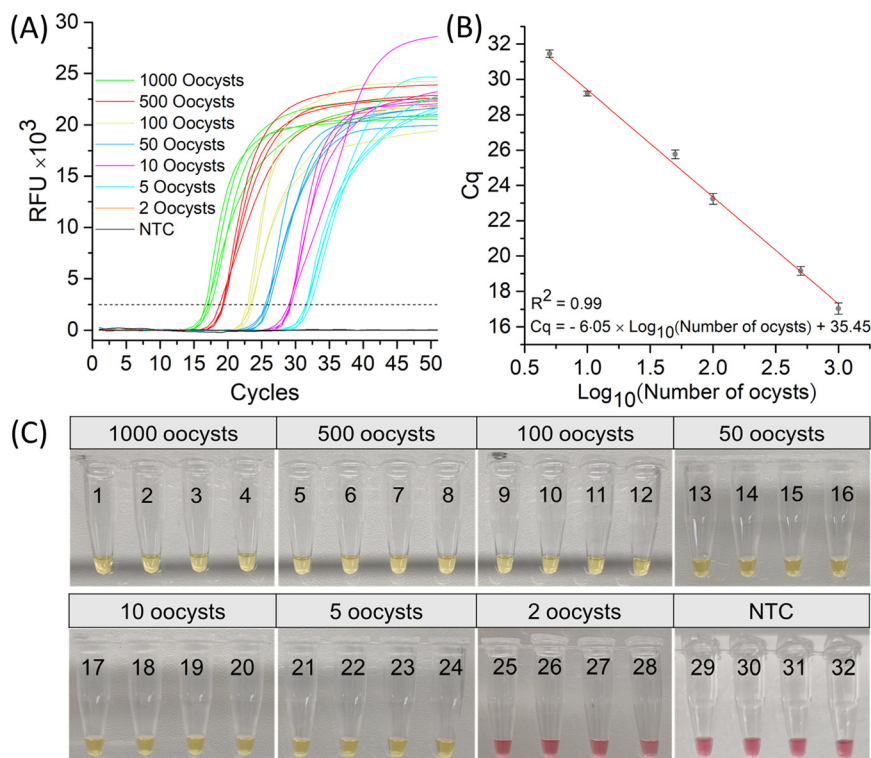 (A)
RFU ×10³
30
25
20
15
10
5
0
1000 Oocysts
500 Oocysts
100 Oocysts
50 Oocysts
10 Oocysts
5 Oocysts
2 Oocysts
NTC
0 5 10 15 20 25 30 35 40 45 50
Cycles
(B)
Cq
32
30
28
26
24
22
20
18
16
R² = 0.99
Cq = - 6·05 × Log₁₀(Number of ocysts) + 35.45
0.5 1.0 1.5 2.0 2.5 3.0
Log₁₀(Number of ocysts)
(C)
1000 oocysts 500 oocysts 100 oocysts 50 oocysts
1 2 3 4 5 6 7 8 9 10 11 12 13 14 15 16
10 oocysts 5 oocysts 2 oocysts NTC
17 18 19 20 21 22 23 24 25 26 27 28 29 30 31 32